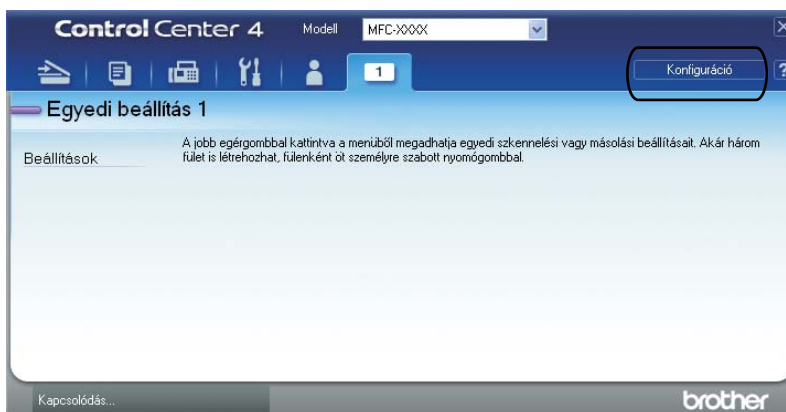 Control Center 4 Modell MFC-XXXX
1 Konfiguráció ?
Egyedi beállítás 1
Beállítások
A jobb egérgombbal kattintva a menüből megadhatja egyedi szkennelési vagy másolási beállításait. Akár három
fület is létrehozhat, fülenként öt személyre szabott nyomógombbal.
Kapcsolódás...
brother